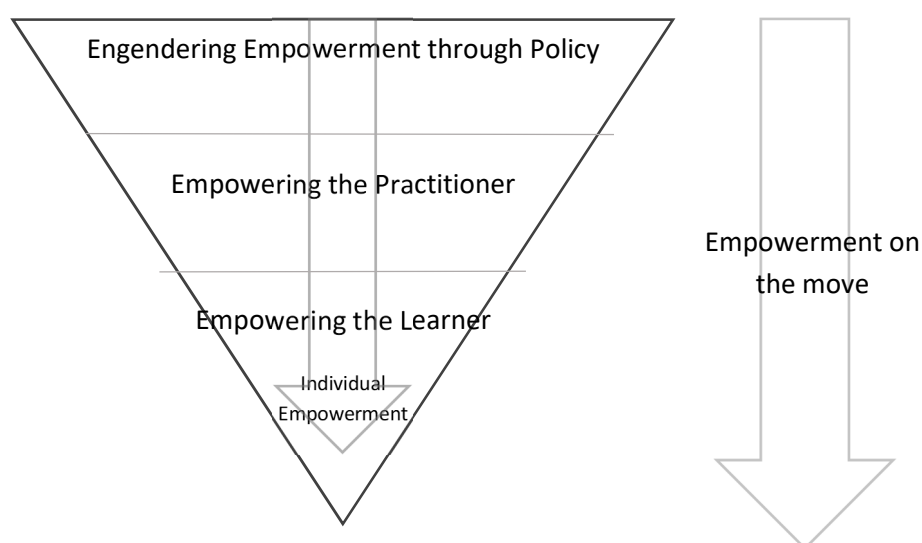 Engendering Empowerment through Policy
Empowering the Practitioner
Empowering the Learner
Individual
Empowerment
Empowerment on
the move